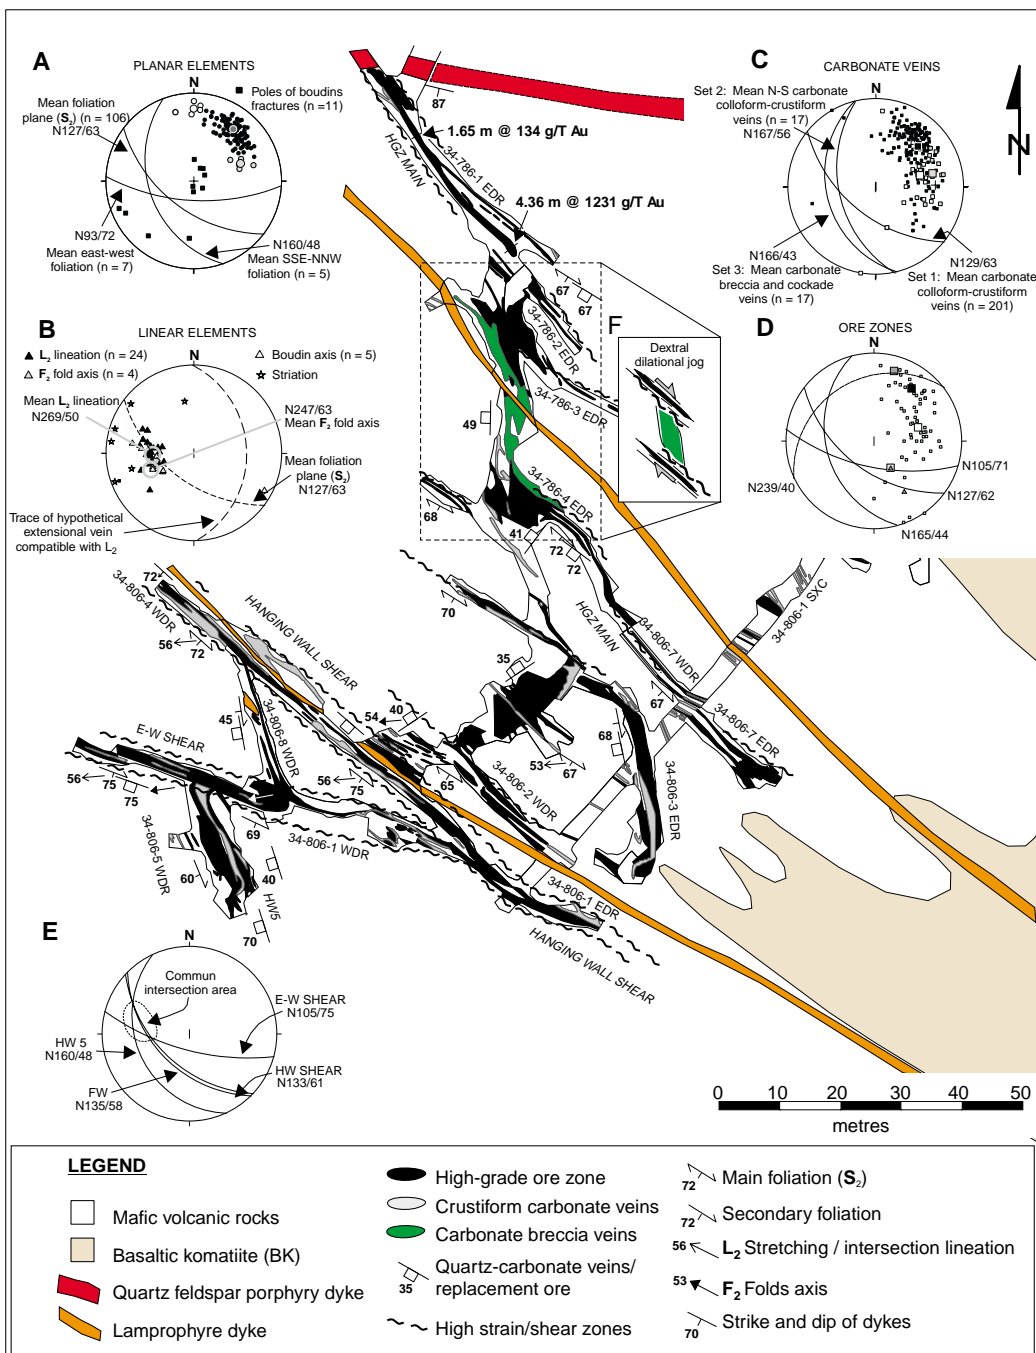 A
PLANAR ELEMENTS
N
Mean foliation
plane (S2) n = 106)
N127/63
Poles of boudins
fractures (n =11)
N93/72
Mean east-west
foliation (n = 7)
N160/48
Mean SSE-NNW
foliation (n = 5)
B
LINEAR ELEMENTS
L2 lineation (n = 24)
F2 fold axis (n = 4)
Boudin axis (n = 5)
Striation
N
Mean L2 lineation
N269/50
N247/63
Mean F2 fold axis
Mean foliation
plane (S2)
N127/63
Trace of hypothetical
extensional vein
compatible with L2
C
CARBONATE VEINS
Set 2: Mean N-S carbonate
colloform-crustiform
veins (n = 17)
N167/56
N
N166/43
Set 3: Mean carbonate
breccia and cockade
veins (n = 17)
N129/63
Set 1: Mean carbonate
colloform-crustiform
veins (n = 201)
N
D
ORE ZONES
N
N239/40
N105/71
N127/62
N165/44
87
1.65 m @ 134 g/T Au
HGZ MAIN
34-786-1 EDR
4.36 m @ 1231 g/T Au
67
67
34-786-2 EDR
34-786-3 EDR
F
Dextral
dilational jog
49
34-786-4 EDR
68
41
72
72
70
HGZ MAIN
34-806-7 WDR
34-806-1 SXC
72
34-806-4 WDR
56
72
HANGING WALL SHEAR
35
67
34-806-7 EDR
45
34-806-8 WDR
54
40
68
E-W SHEAR
56
75
75
56
75
65
53
67
34-806-2 WDR
34-806-3 EDR
34-806-5 WDR
69
34-806-1 WDR
60
40
HW5
70
34-806-1 EDR
HANGING WALL SHEAR
E
N
Commun
intersection area
E-W SHEAR
N105/75
HW 5
N160/48
FW
N135/58
HW SHEAR
N133/61
0 10 20 30 40 50
metres
LEGEND
Mafic volcanic rocks
Basaltic komatiite (BK)
Quartz feldspar porphyry dyke
Lamprophyre dyke
High-grade ore zone
Crustiform carbonate veins
Carbonate breccia veins
35 Quartz-carbonate veins/
replacement ore
High strain/shear zones
72 Main foliation (S2)
72 Secondary foliation
56 L2 Stretching / intersection lineation
53 F2 Folds axis
70 Strike and dip of dykes